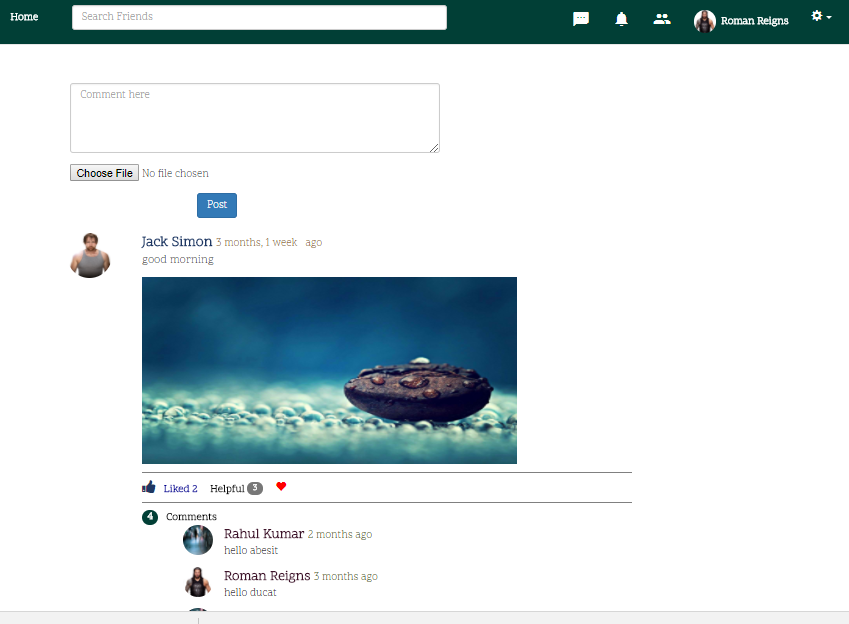 Home
Search Friends
Roman Reigns
Comment here
Choose File No file chosen
Post
Jack Simon 3 months, 1 week ago
good morning
Liked 2 Helpful 3
4 Comments
Rahul Kumar 2 months ago
hello abesit
Roman Reigns 3 months ago
hello ducat